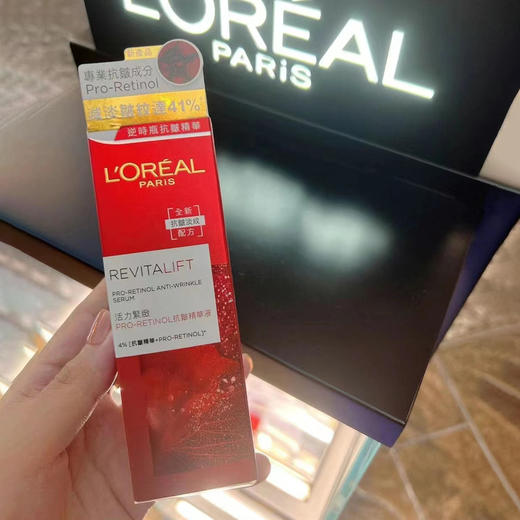 L'ORÉAL
PARiS
新產品
專業抗皺成分
Pro-Retinol
減淡皺紋達41%
逆時瓶抗皺精華
L'ORÉAL
PARIS
全新
抗皺淡紋
配方
REVITALIFT
PRO-RETINOL ANTI-WRINKLE
SERUM
活力緊緻
PRO-RETINOL抗皺精華液
4% [抗皺精華+PRO-RETINOL]*